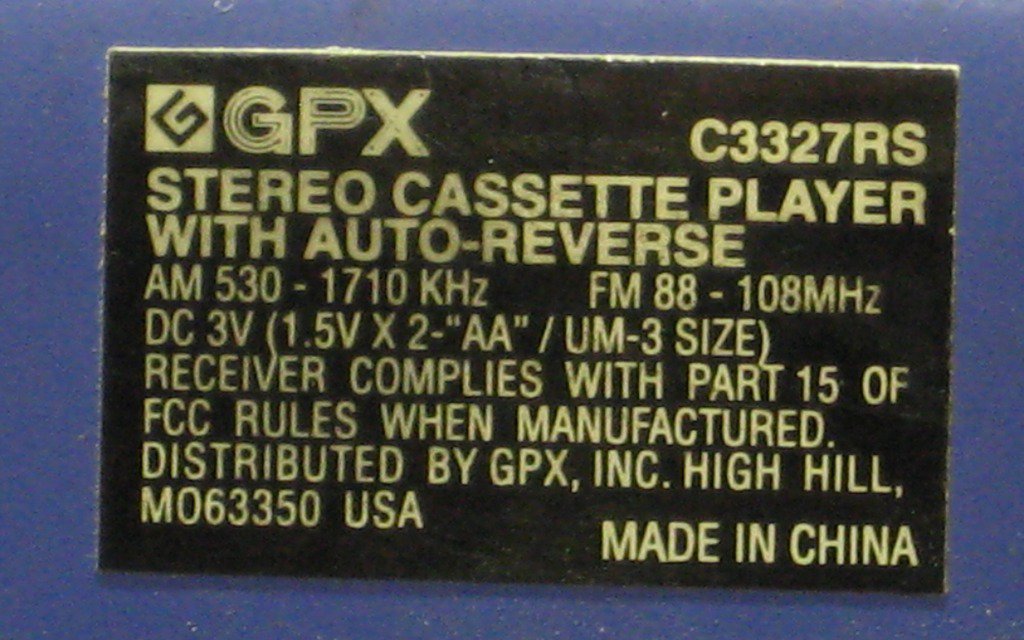 GPX
C3327RS
STEREO CASSETTE PLAYER
WITH AUTO-REVERSE
AM 530 - 1710 KHz FM 88 - 108MHz
DC 3V (1.5V X 2-“AA” / UM-3 SIZE)
RECEIVER COMPLIES WITH PART 15 OF
FCC RULES WHEN MANUFACTURED.
DISTRIBUTED BY GPX, INC. HIGH HILL,
MO63350 USA
MADE IN CHINA